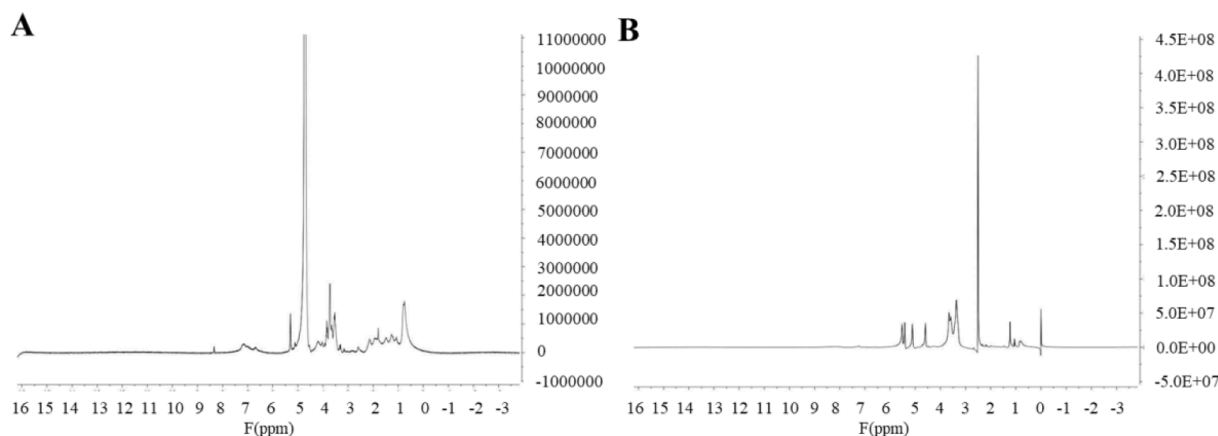 A
11000000
10000000
9000000
8000000
7000000
6000000
5000000
4000000
3000000
2000000
1000000
0
-1000000
16 15 14 13 12 11 10 9 8 7 6 5 4 3 2 1 0 -1 -2 -3
F(ppm)
B
4.5E+08
4.0E+08
3.5E+08
3.0E+08
2.5E+08
2.0E+08
1.5E+08
1.0E+08
5.0E+07
0.0E+00
-5.0E+07
16 15 14 13 12 11 10 9 8 7 6 5 4 3 2 1 0 -1 -2 -3
F(ppm)